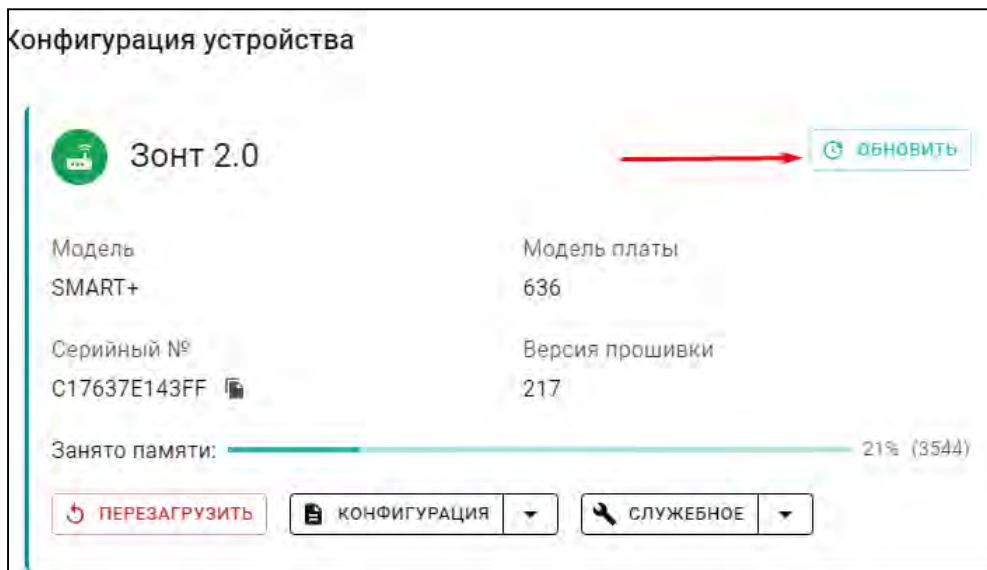 Конфигурация устройства
Зонт 2.0
ОБНОВИТЬ
Модель
Модель платы
SMART+
636
Серийный №
Версия прошивки
C17637E143FF
217
Занято памяти:
21% (3544)
ПЕРЕЗАГРУЗИТЬ
КОНФИГУРАЦИЯ
СЛУЖЕБНОЕ